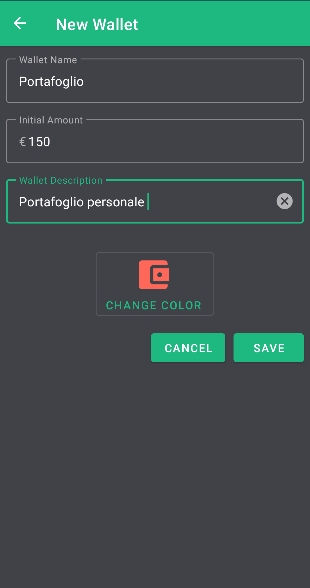 New Wallet
Wallet Name
Portafoglio
Initial Amount
€ 150
Wallet Description
Portafoglio personale
CHANGE COLOR
CANCEL
SAVE